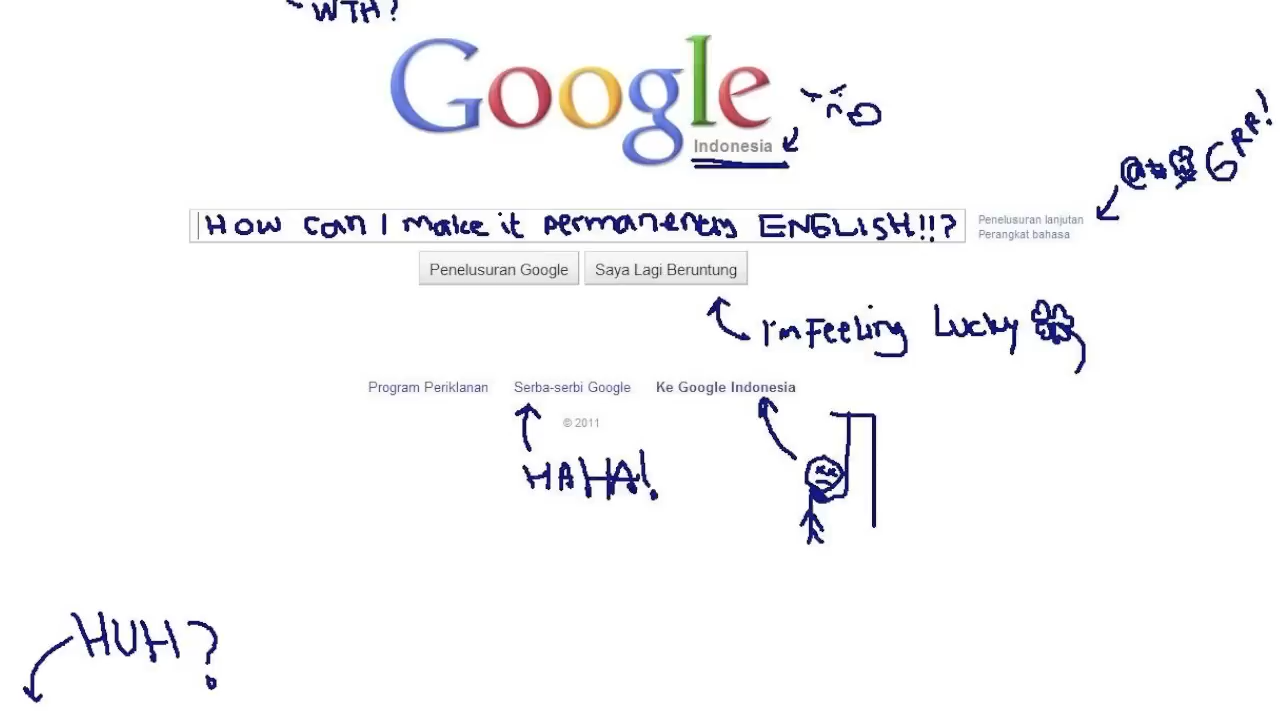 WTH?
Google
Indonesia
@*# GRR!
HOW can I make it permanently ENGLISH!!?
Penelusuran lanjutan
Perangkat bahasa
Penelusuran Google
Saya Lagi Beruntung
I'm Feeling Lucky
Program Periklanan
Serba-serbi Google
Ke Google Indonesia
© 2011
HAHA!
HUH?